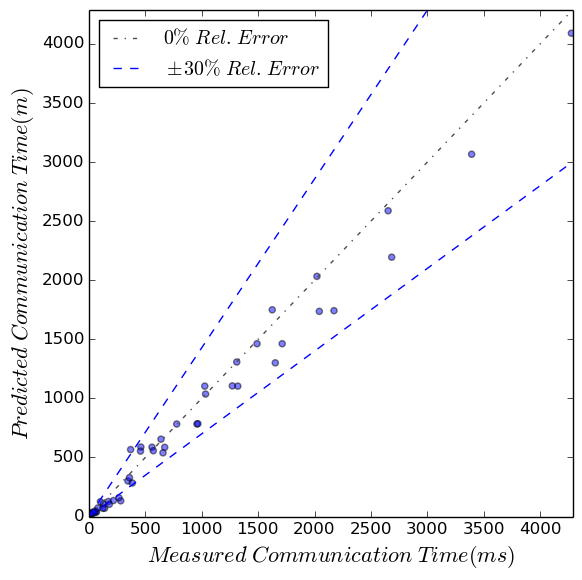 0% Rel. Error
±30% Rel. Error
4000
3500
3000
2500
2000
1500
1000
500
0
Predicted Communication Time(m)
0 500 1000 1500 2000 2500 3000 3500 4000
Measured Communication Time(ms)